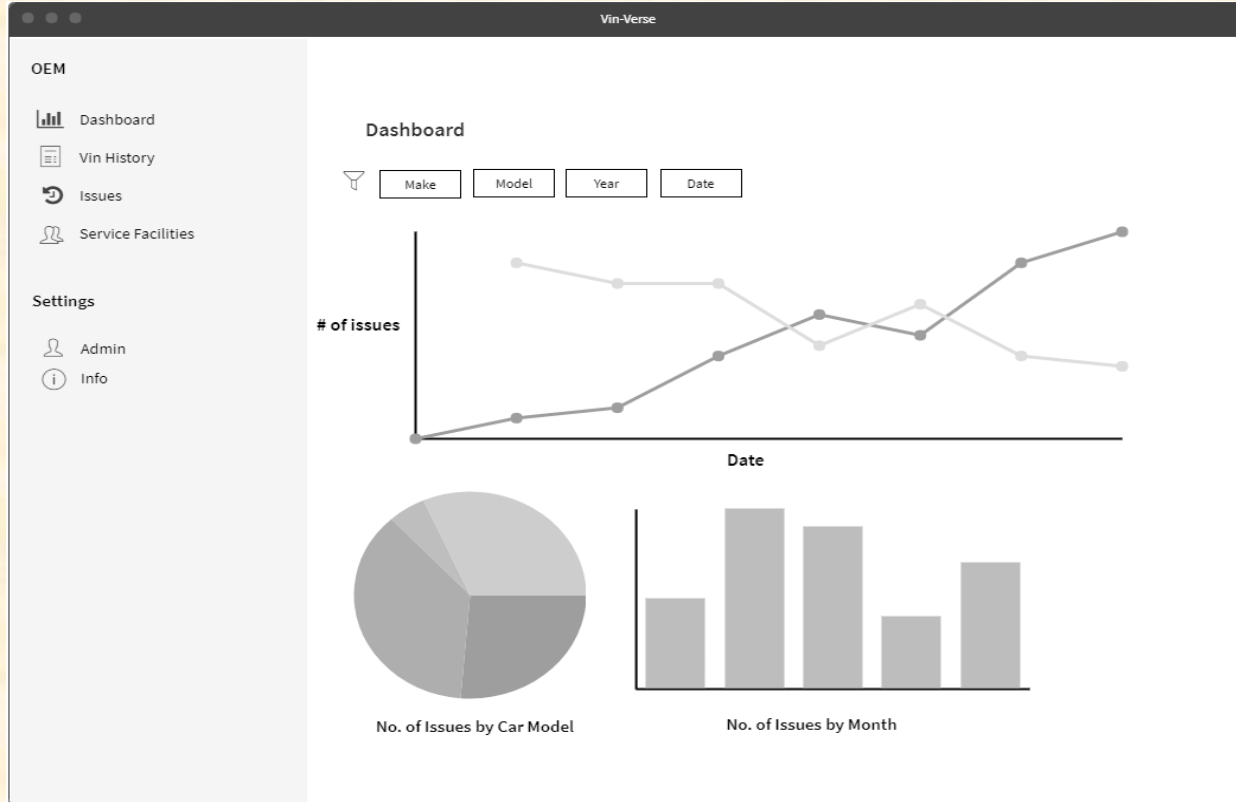 Vin-Verse
OEM
Dashboard
Vin History
Issues
Service Facilities
Settings
Admin
Info
Dashboard
Make
Model
Year
Date
# of issues
Date
No. of Issues by Car Model
No. of Issues by Month